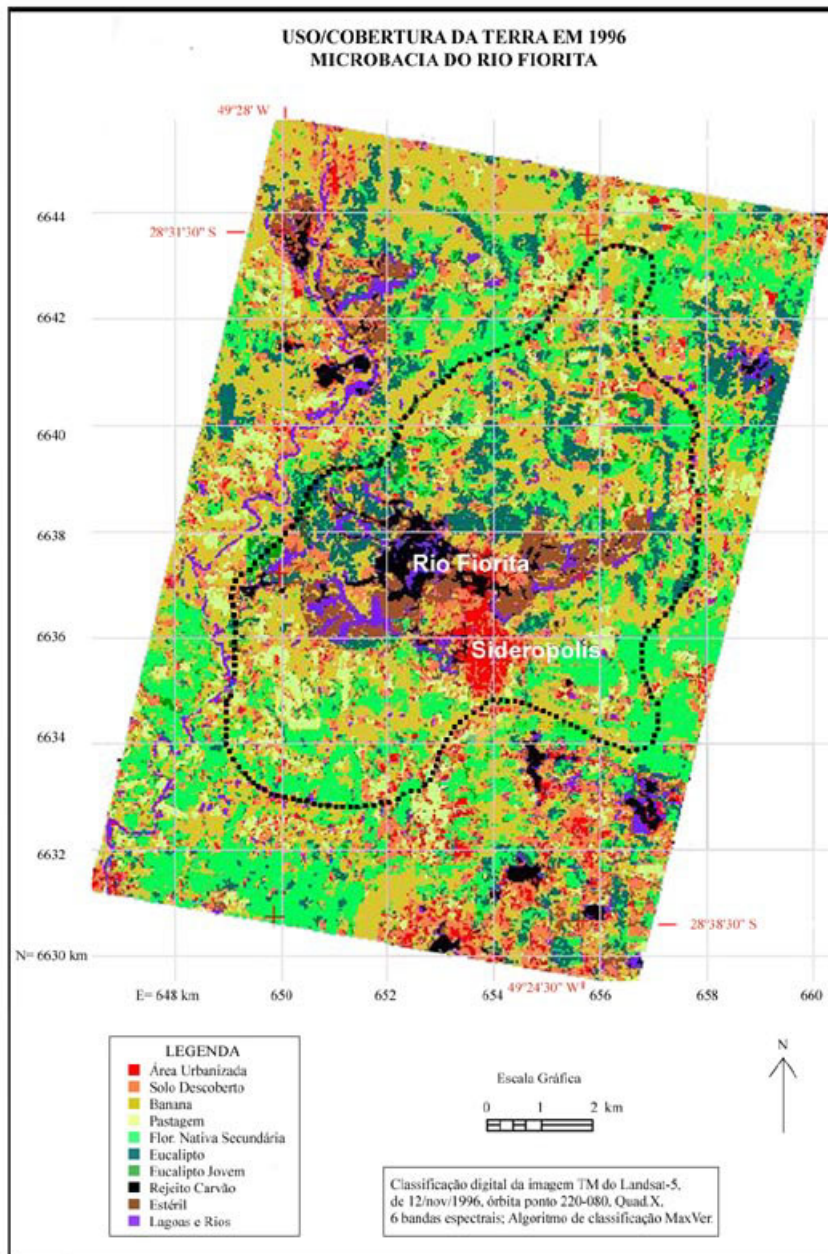 USO/COBERTURA DA TERRA EM 1996
MICROBACIA DO RIO FIORITA
49°28' W
6644
28°31'30" S
6642
6640
6638
Rio Fiorita
6636
Sideropolis
6634
6632
28°38'30" S
N= 6630 km
E= 648 km
650
652
654
49°24'30" W
656
658
660
LEGENDA
Área Urbanizada
Solo Descoberto
Banana
Pastagem
Flor. Nativa Secundária
Eucalipto
Eucalipto Jovem
Rejeito Carvão
Estéril
Lagoas e Rios
Escala Gráfica
0 1 2 km
N
Classificação digital da imagem TM do Landsat-5,
de 12/nov/1996, órbita ponto 220-080, Quad.X,
6 bandas espectrais; Algoritmo de classificação MaxVer.